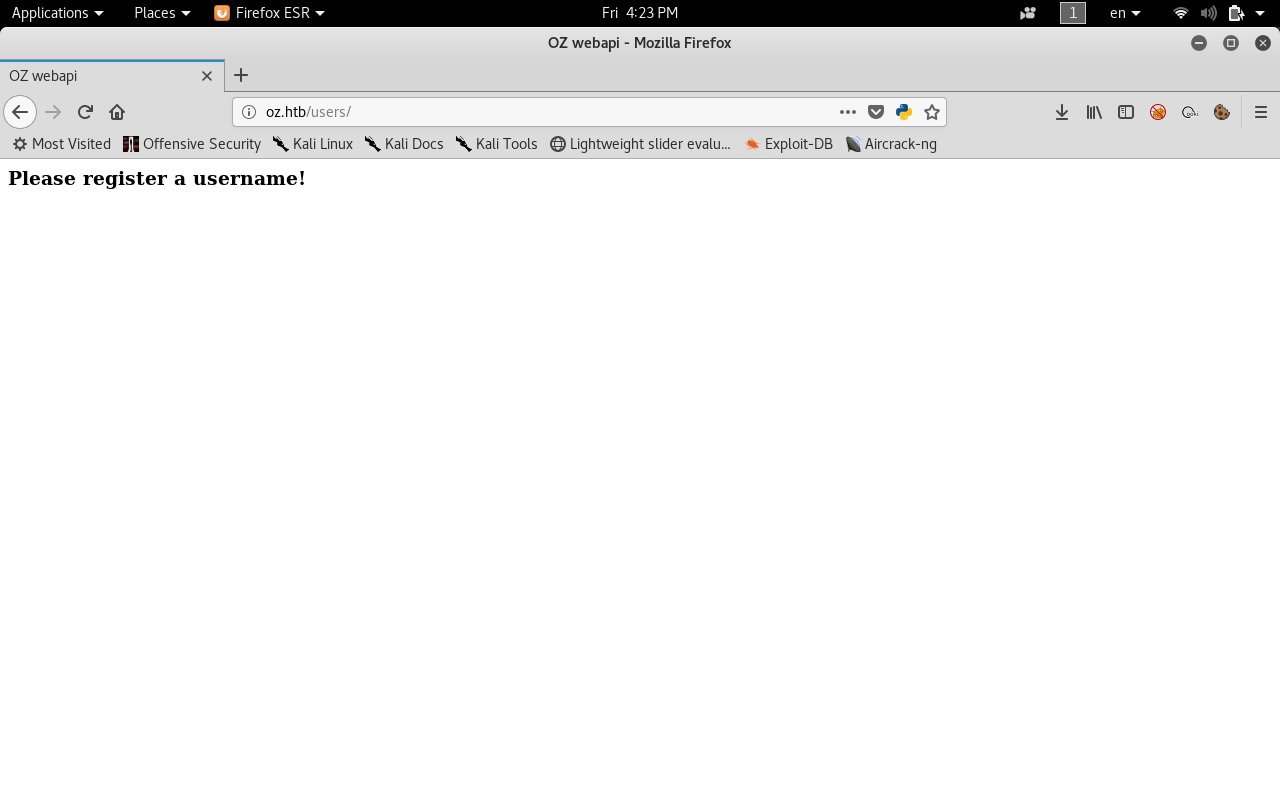 Applications Places Firefox ESR Fri 4:23 PM 1 en
OZ webapi - Mozilla Firefox
OZ webapi
oz.htb/users/
Most Visited Offensive Security Kali Linux Kali Docs Kali Tools Lightweight slider evalu... Exploit-DB Aircrack-ng
Please register a username!